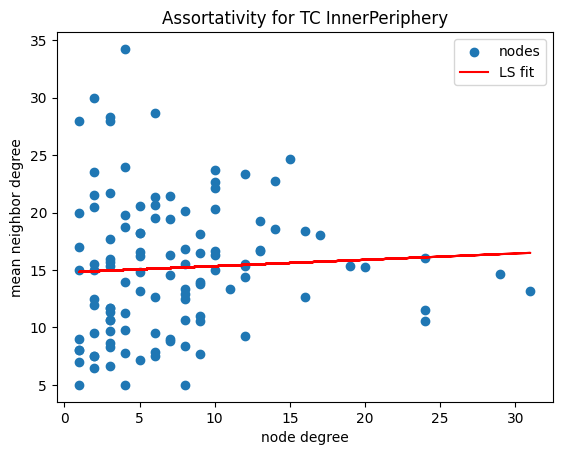 Assortativity for TC InnerPeriphery
nodes
LS fit
mean neighbor degree
35
30
25
20
15
10
5
0 5 10 15 20 25 30
node degree